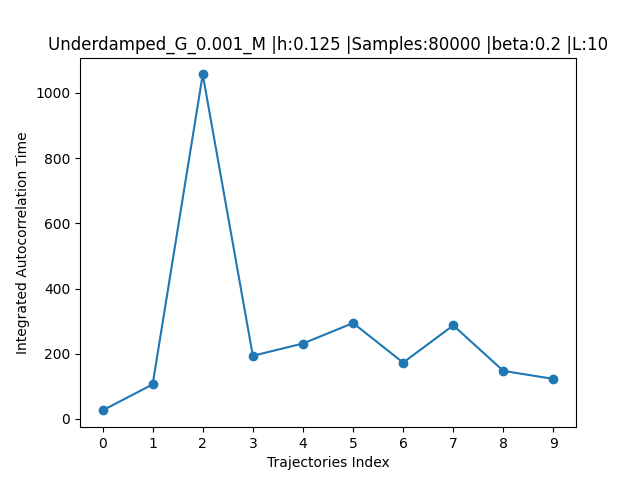 Underdamped_G_0.001_M |h:0.125 |Samples:80000 |beta:0.2 |L:10
1000
800
600
400
200
0
Integrated Autocorrelation Time
0 1 2 3 4 5 6 7 8 9
Trajectories Index